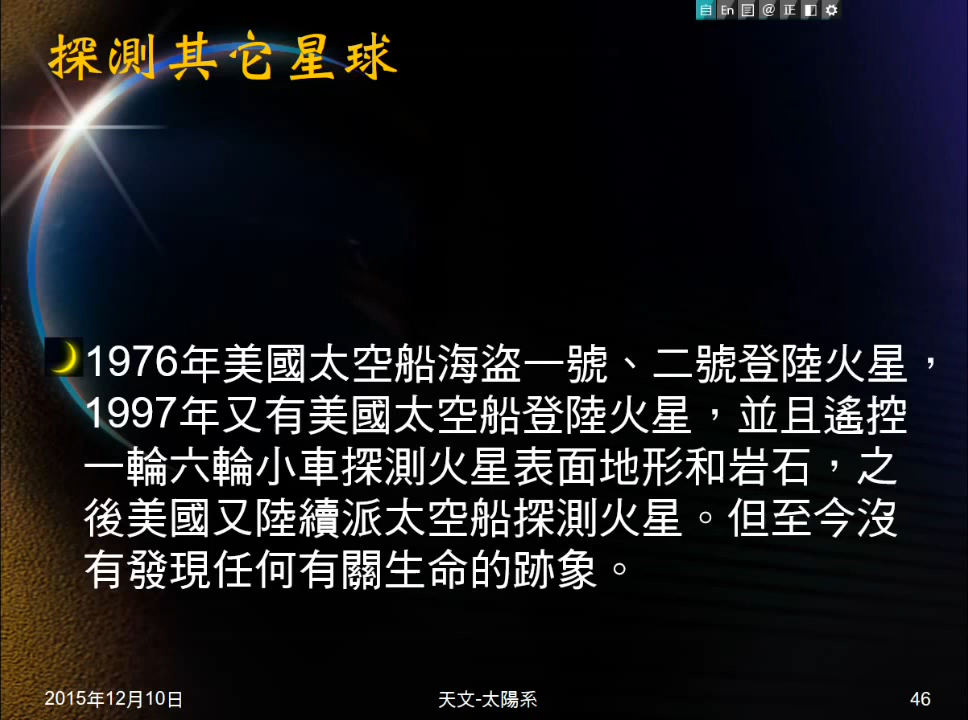 自 En @ 正
探測其它星球
1976年美國太空船海盜一號、二號登陸火星，
1997年又有美國太空船登陸火星，並且遙控
一輪六輪小車探測火星表面地形和岩石，之
後美國又陸續派太空船探測火星。但至今沒
有發現任何有關生命的跡象。
2015年12月10日 天文-太陽系 46